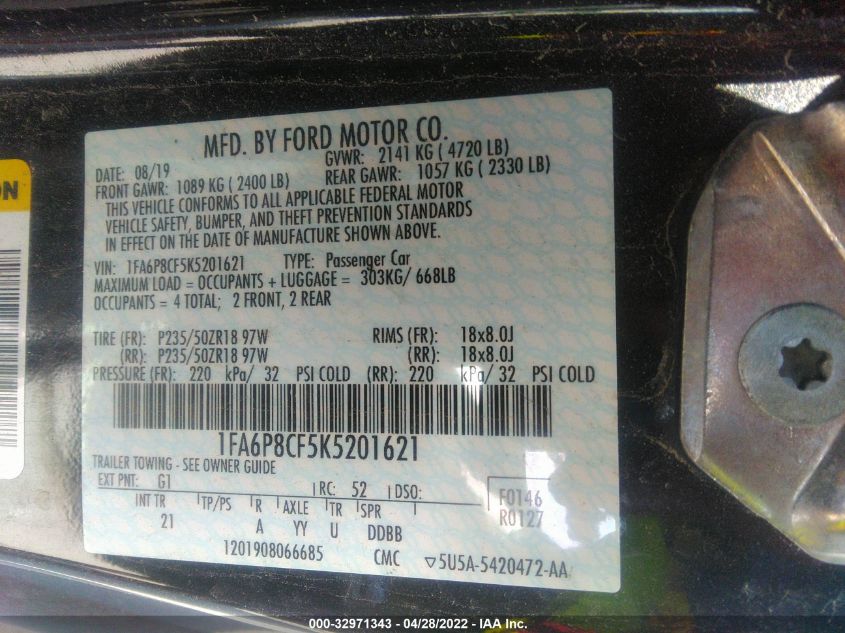 ON
MFD. BY FORD MOTOR CO.
DATE: 08/19 GVWR: 2141 KG ( 4720 LB)
FRONT GAWR: 1089 KG ( 2400 LB) REAR GAWR: 1057 KG ( 2330 LB)
THIS VEHICLE CONFORMS TO ALL APPLICABLE FEDERAL MOTOR
VEHICLE SAFETY, BUMPER, AND THEFT PREVENTION STANDARDS
IN EFFECT ON THE DATE OF MANUFACTURE SHOWN ABOVE.
VIN: 1FA6P8CF5K5201621 TYPE: Passenger Car
MAXIMUM LOAD = OCCUPANTS + LUGGAGE = 303KG/ 668LB
OCCUPANTS = 4 TOTAL; 2 FRONT, 2 REAR
TIRE (FR): P235/50ZR18 97W RIMS (FR): 18x8.0J
(RR): P235/50ZR18 97W (RR): 18x8.0J
PRESSURE (FR): 220 kPa/ 32 PSI COLD (RR): 220 kPa/ 32 PSI COLD
1FA6P8CF5K5201621
TRAILER TOWING - SEE OWNER GUIDE
EXT PNT: G1 RC: 52 DSO: F0146
INT TR TP/PS R AXLE TR SPR R0127
21 A YY U DDBB
1201908066685 CMC ▽5U5A-5420472-AA
000-32971343 / 04/28/2022 - IAA Inc.